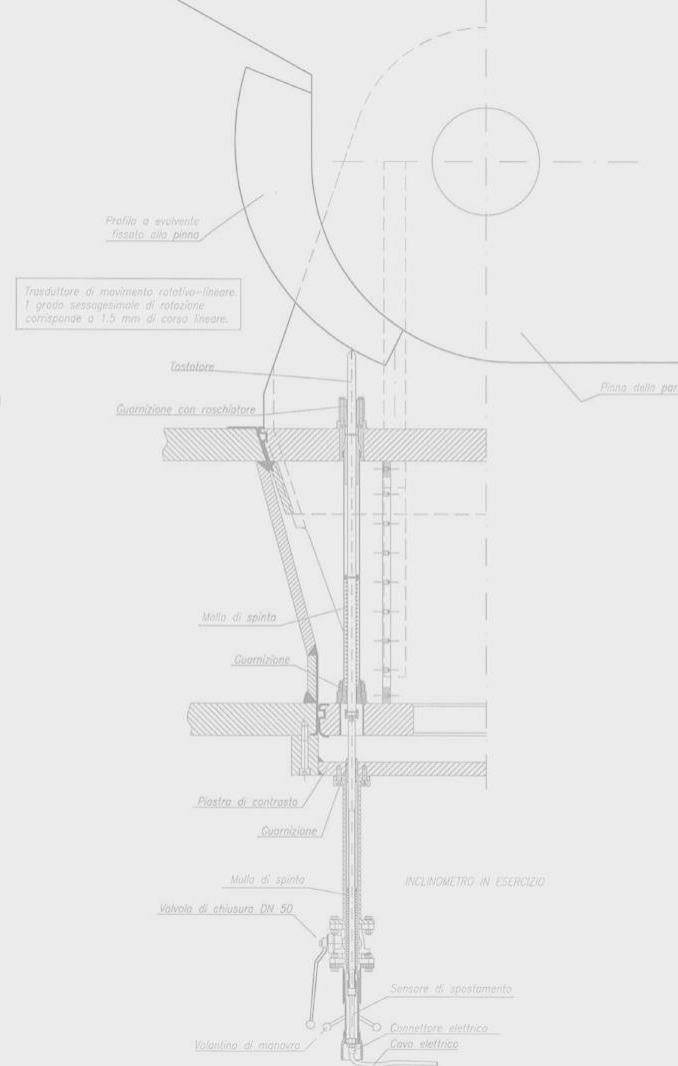 Profilo a evolvente
fissato alla pinna
Trasduttore di movimento rotativo-lineare.
1 grado sessagesimale di rotazione
corrisponde a 1.5 mm di corsa lineare.
Tastatore
Pinna della par
Guarnizione con raschiatore
Molla di spinta
Guarnizione
Piastra di contrasto
Guarnizione
Molla di spinta
INCLINOMETRO IN ESERCIZIO
Valvola di chiusura DN 50
Sensore di spostamento
Volantino di manovra
Connettore elettrico
Cavo elettrico